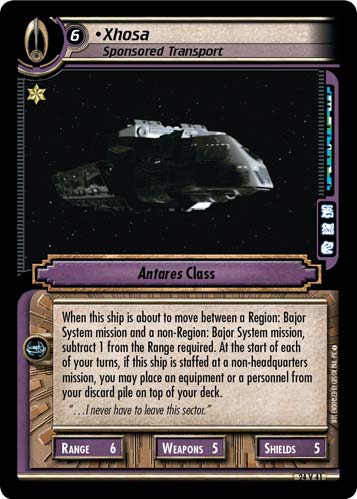 6
•Xhosa
Sponsored Transport
Antares Class
When this ship is about to move between a Region: Bajor
System mission and a non-Region: Bajor System mission,
subtract 1 from the Range required. At the start of each
of your turns, if this ship is staffed at a non-headquarters
mission, you may place an equipment or a personnel from
your discard pile on top of your deck.
“…I never have to leave this sector.”
RANGE 6 WEAPONS 5 SHIELDS 5
24 V 41